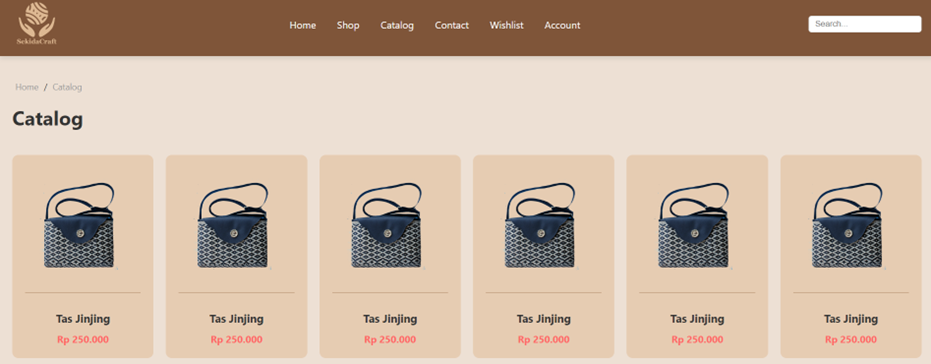 SekidaCraft
Home Shop Catalog Contact Wishlist Account
Search...
Home / Catalog
Catalog
Tas Jinjing Tas Jinjing Tas Jinjing Tas Jinjing Tas Jinjing Tas Jinjing
Rp 250.000 Rp 250.000 Rp 250.000 Rp 250.000 Rp 250.000 Rp 250.000